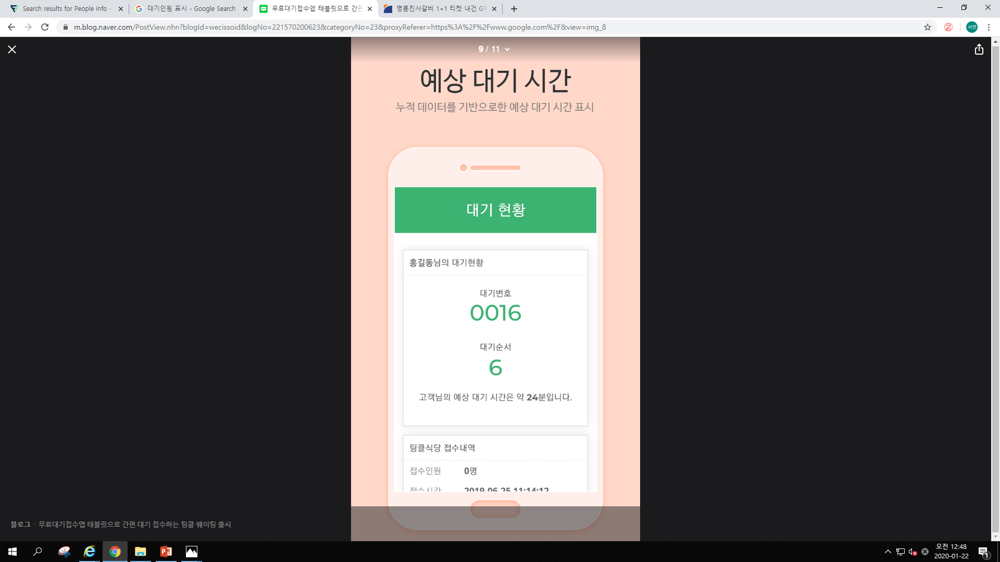 Search results for People info -
대기인원 표시 - Google Search
무료대기접수앱 태블릿으로 간편
명륜진사갈비 1+1 티켓 내건 G마
m.blog.naver.com/PostView.nhn?blogId=wecissoid&logNo=221570200623&categoryNo=23&proxyReferer=https%3A%2F%2Fwww.google.com%2F&view=img_8
서연
9 / 11
예상 대기 시간
누적 데이터를 기반으로한 예상 대기 시간 표시
대기 현황
홍길동님의 대기현황
대기번호
0016
대기순서
6
고객님의 예상 대기 시간은 약 24분입니다.
팅클식당 접수내역
접수인원 0명
접수시간 2019-06-25 11:14:12
블로그 · 무료대기접수앱 태블릿으로 간편 대기 접수하는 팅클 웨이팅 출시
오전 12:48
2020-01-22
1